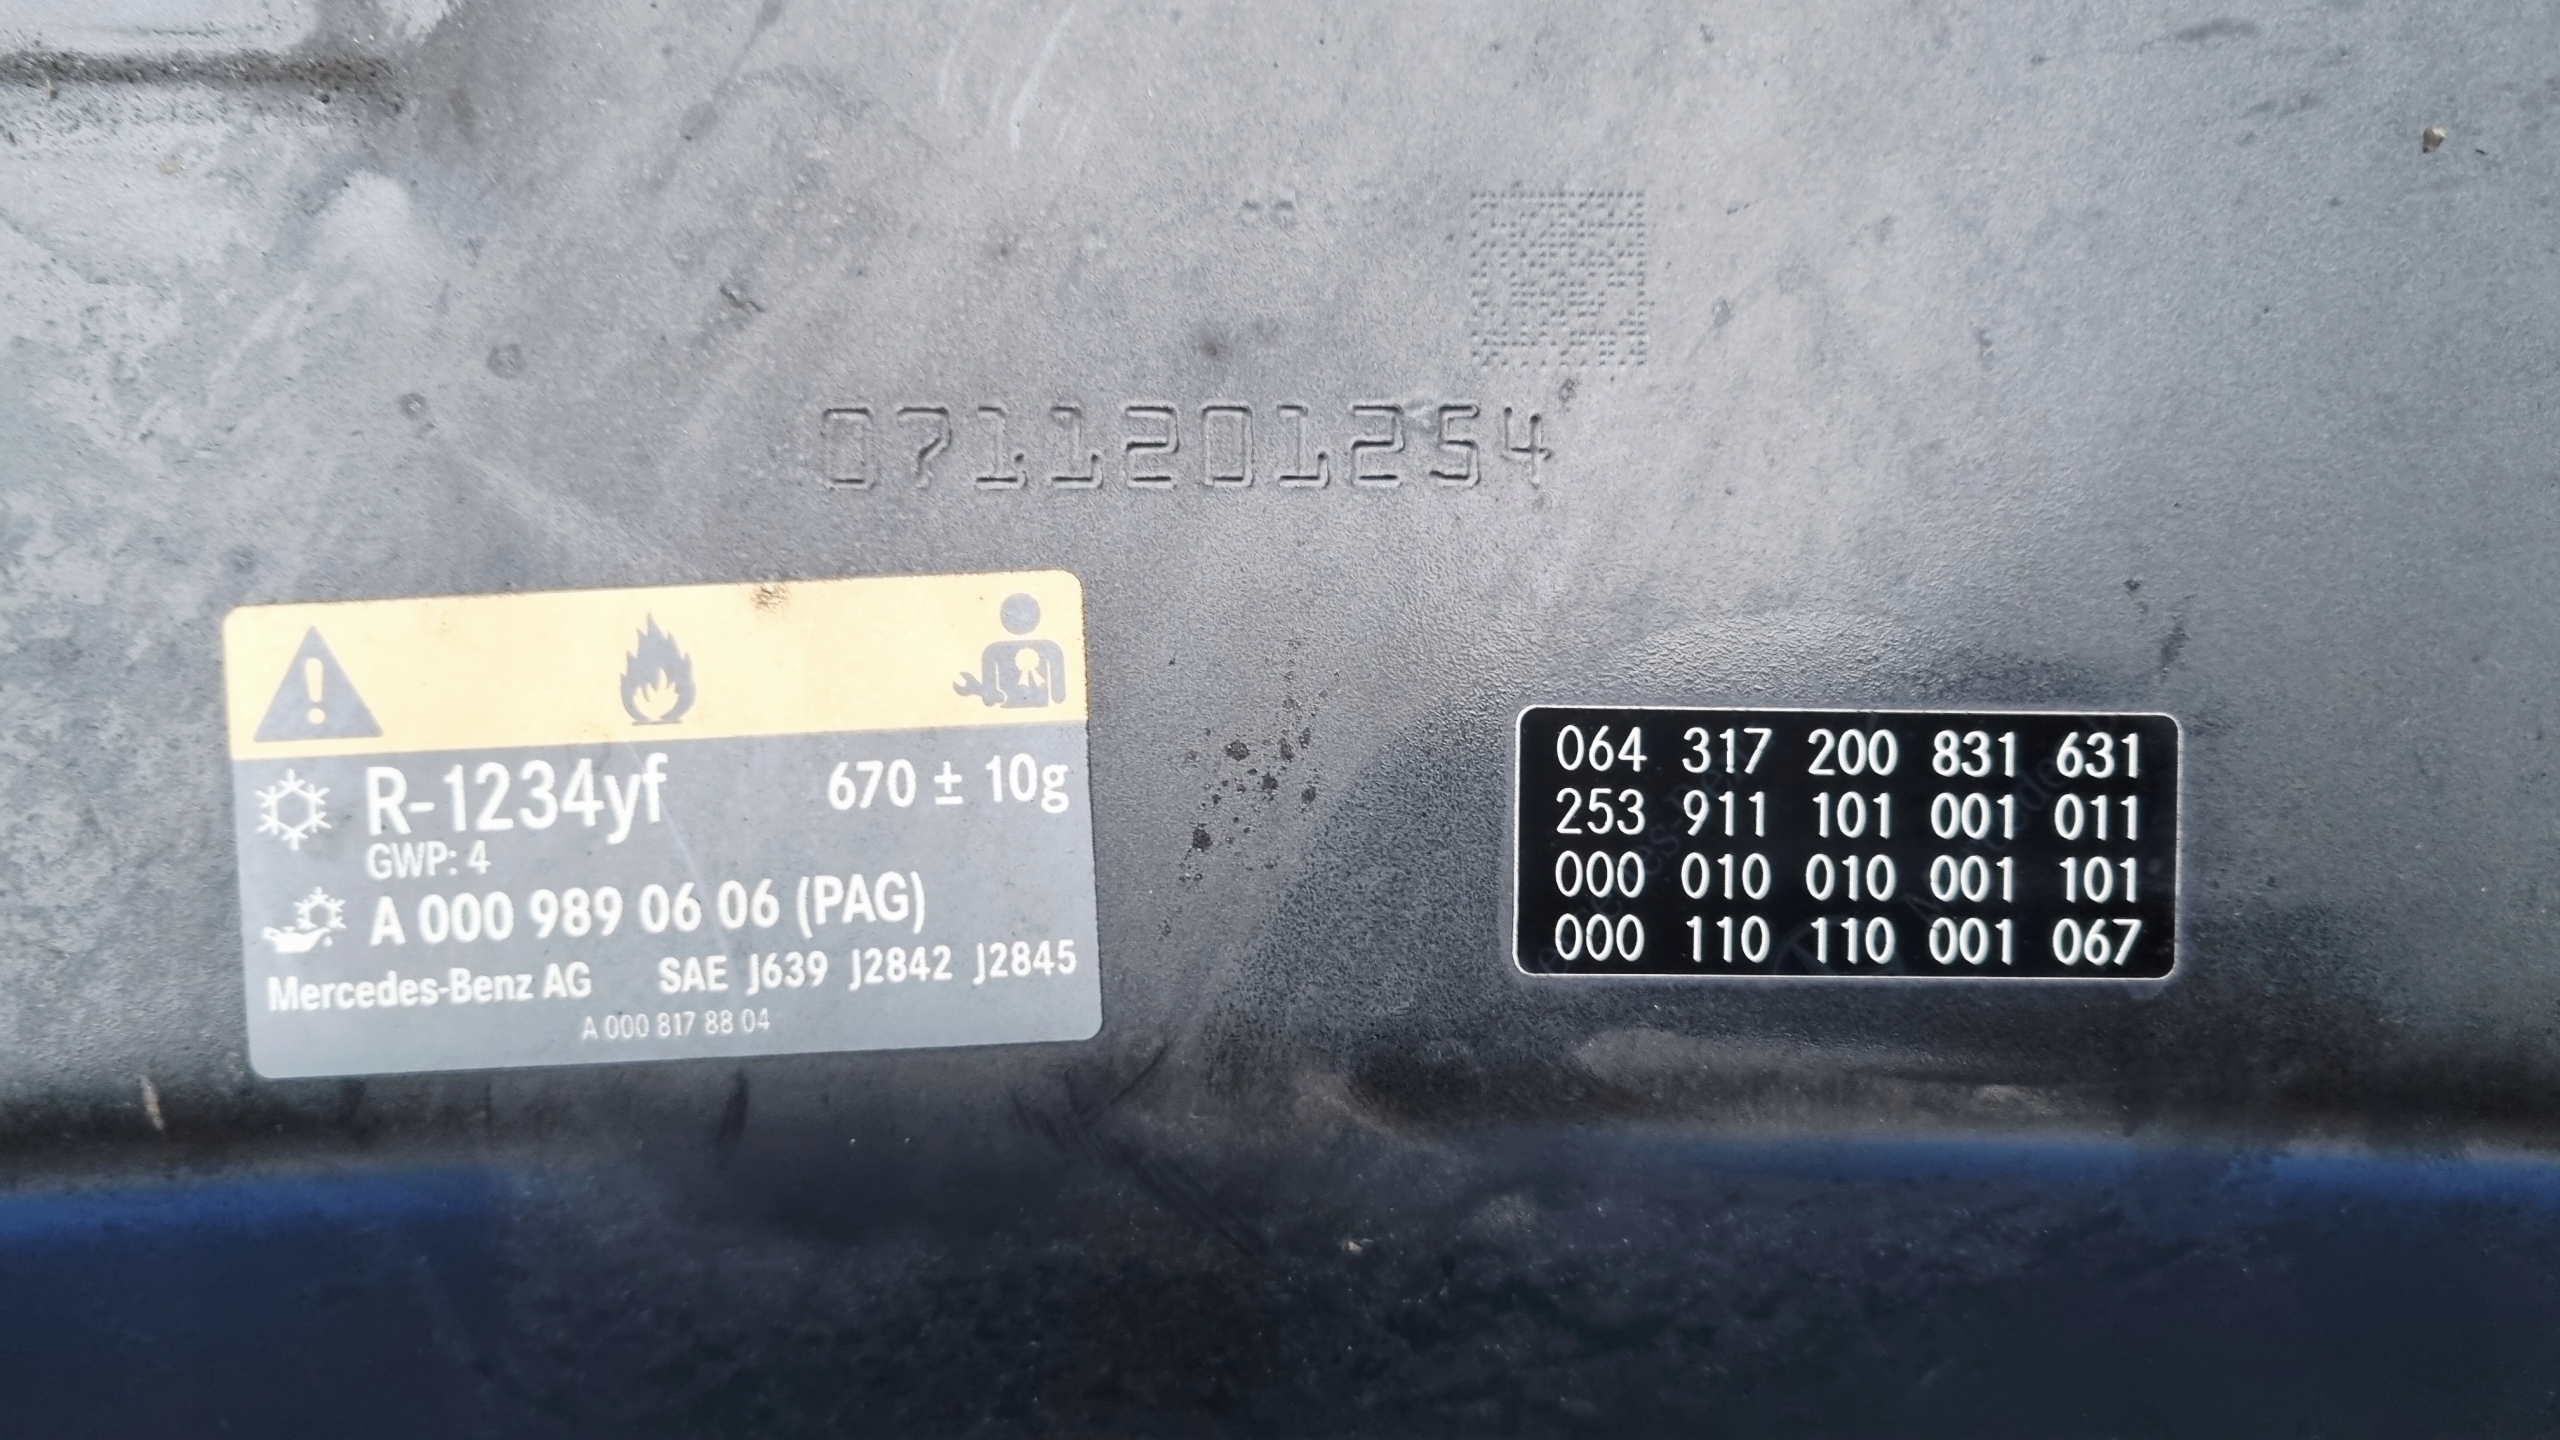 0711201254
R-1234yf 670 ± 10g
GWP: 4
A 000 989 06 06 (PAG)
Mercedes-Benz AG SAE J639 J2842 J2845
A 000 817 88 04
064 317 200 831 631
253 911 101 001 011
000 010 010 001 101
000 110 110 001 067